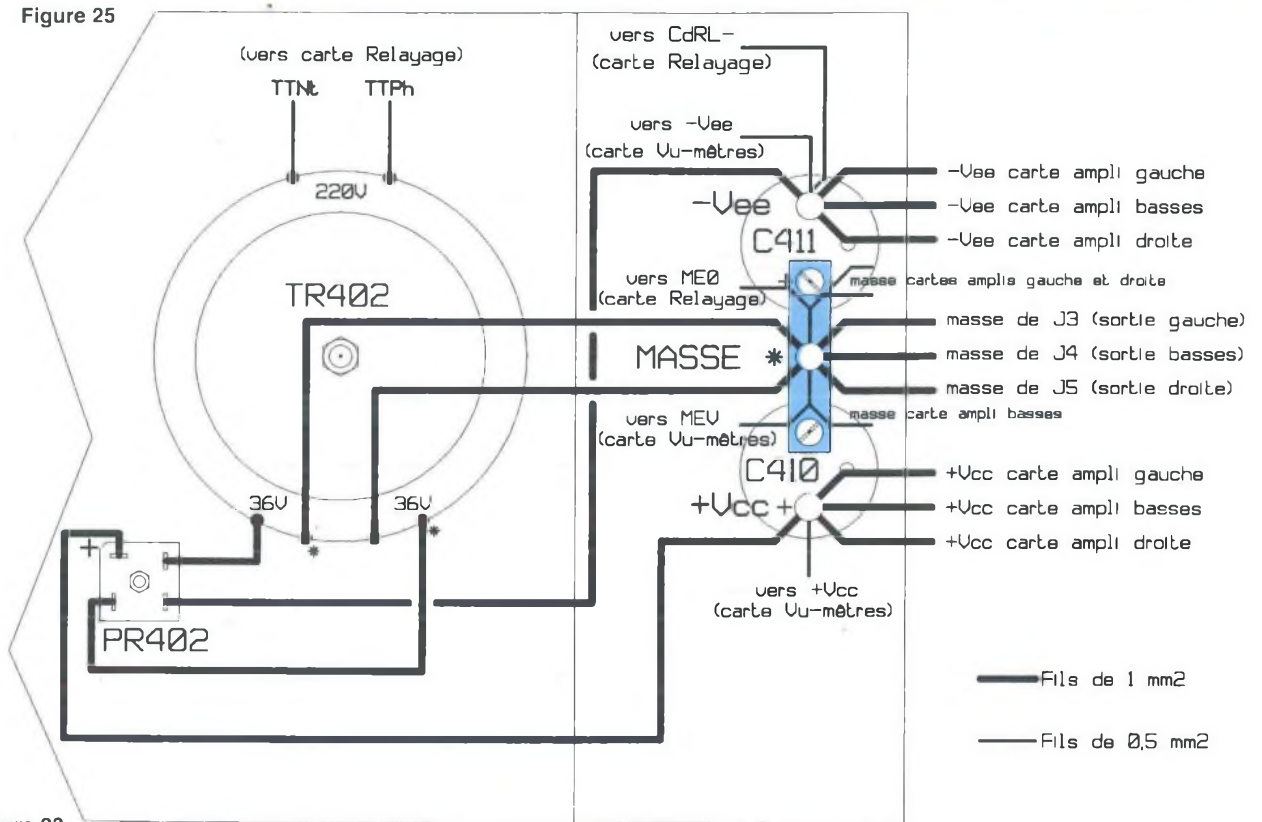 Figure 25
(vers carte Relayage)
TTNt TTPh
220V
TR402
36V 36V
*
*
+
PR402
vers CdRL-
(carte Relayage)
vers -Vee
(carte Vu-mètres)
-Vee
C411
-Vee carte ampli gauche
-Vee carte ampli basses
-Vee carte ampli droite
vers ME0
(carte Relayage)
+
masse cartes amplis gauche et droite
MASSE *
masse de J3 (sortie gauche)
masse de J4 (sortie basses)
masse de J5 (sortie droite)
vers MEV
(carte Vu-mètres)
masse carte ampli basses
C410
+Vcc +
+Vcc carte ampli gauche
+Vcc carte ampli basses
+Vcc carte ampli droite
vers +Vcc
(carte Vu-mètres)
Fils de 1 mm2
Fils de 0,5 mm2